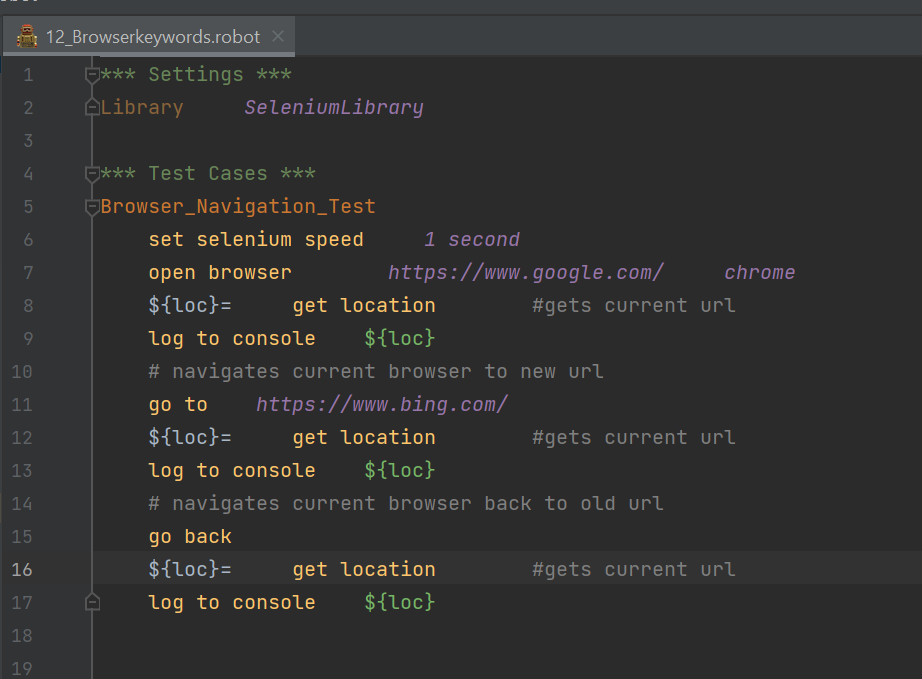 12_Browserkeywords.robot
1 *** Settings ***
2 Library SeleniumLibrary
3
4 *** Test Cases ***
5 Browser_Navigation_Test
6 set selenium speed 1 second
7 open browser https://www.google.com/ chrome
8 ${loc}= get location #gets current url
9 log to console ${loc}
10 # navigates current browser to new url
11 go to https://www.bing.com/
12 ${loc}= get location #gets current url
13 log to console ${loc}
14 # navigates current browser back to old url
15 go back
16 ${loc}= get location #gets current url
17 log to console ${loc}
18
19